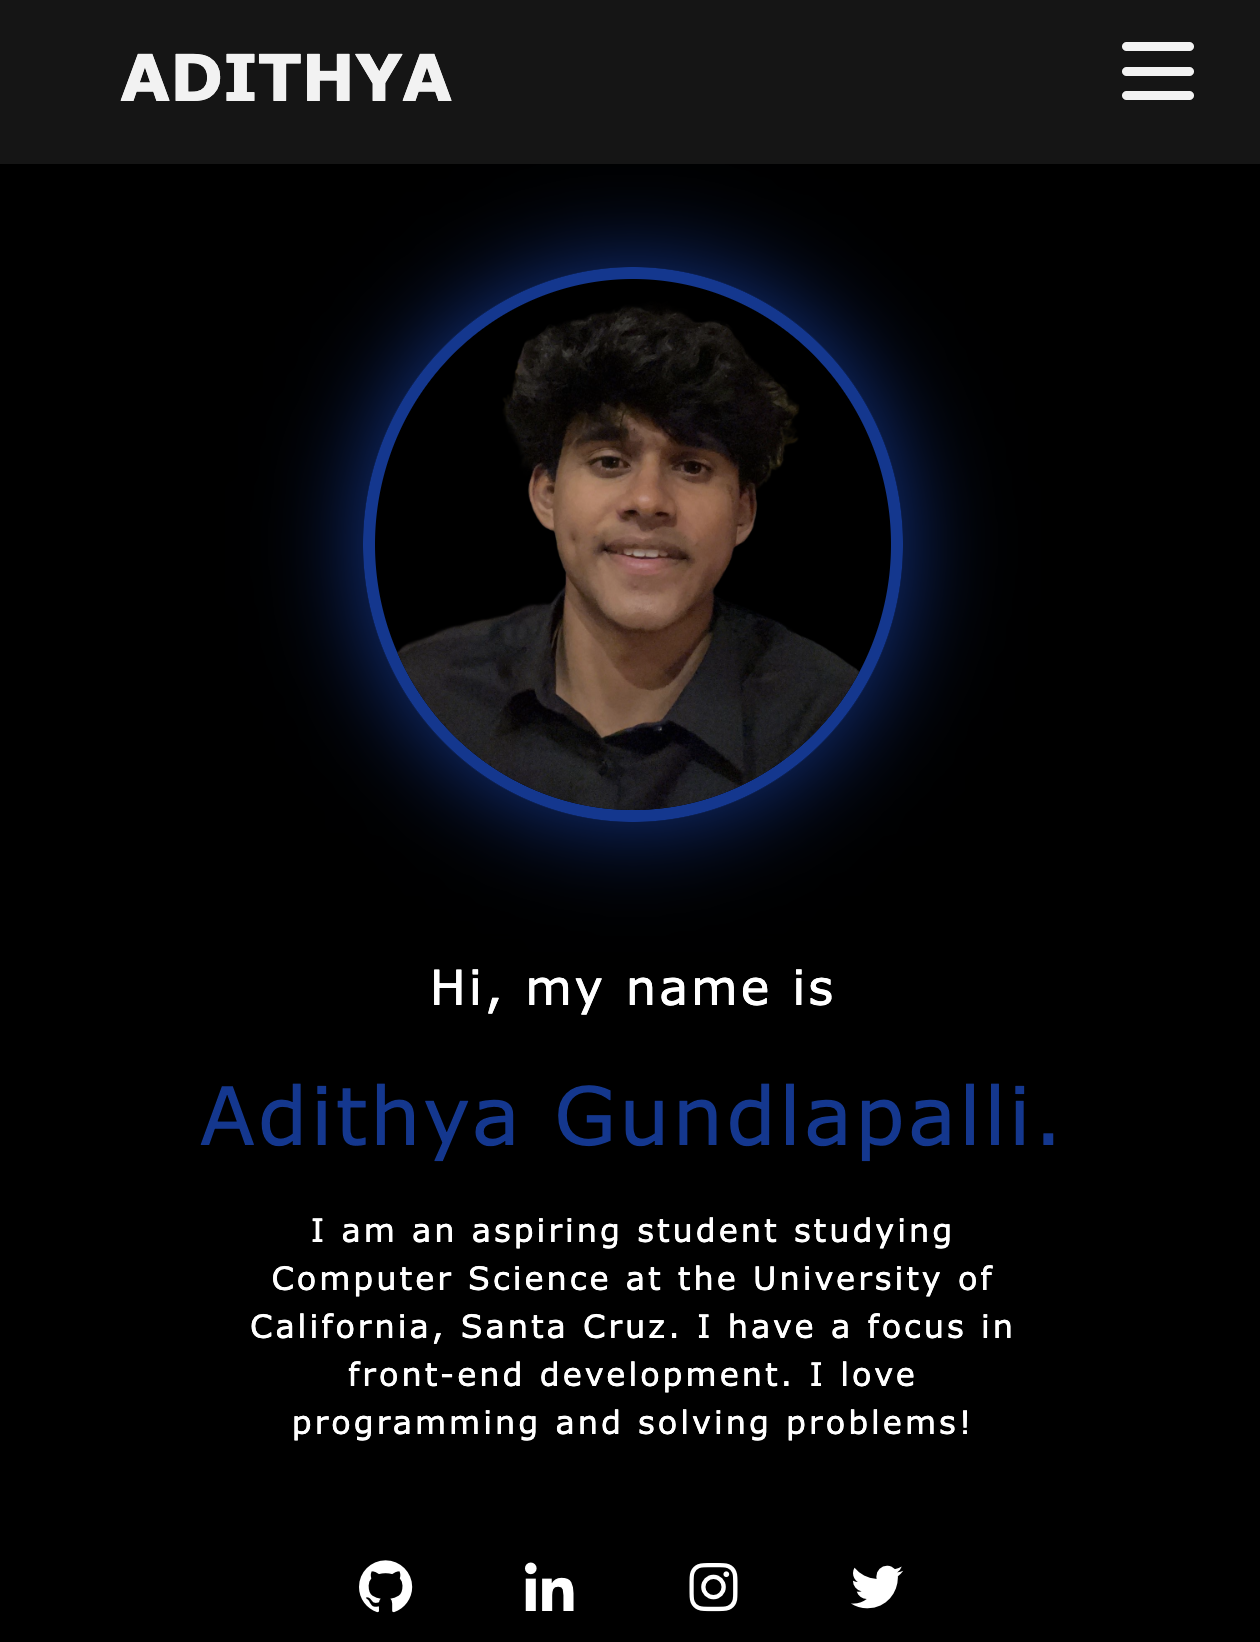 ADITHYA
Hi, my name is
Adithya Gundlapalli.
I am an aspiring student studying
Computer Science at the University of
California, Santa Cruz. I have a focus in
front-end development. I love
programming and solving problems!
in